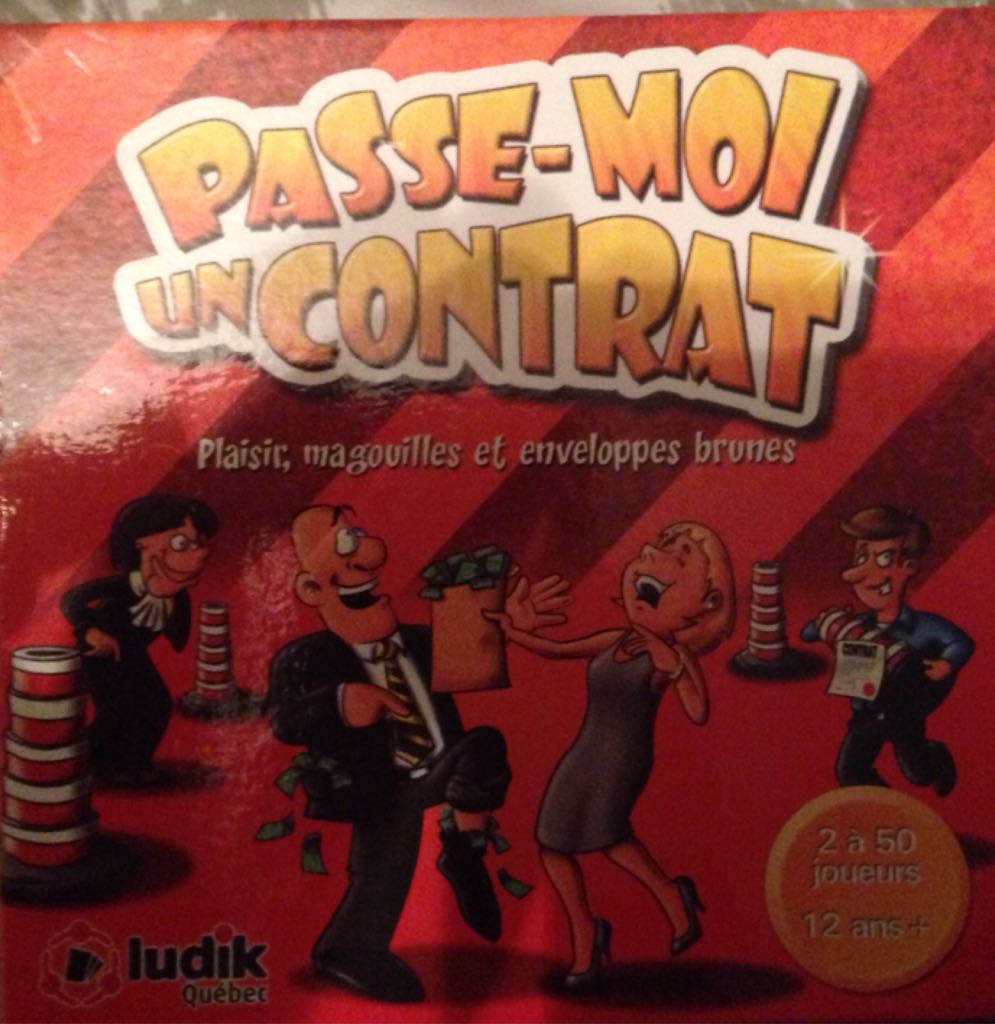 PASSE-MOI
UN CONTRAT
Plaisir, magouilles et enveloppes brunes
CONTRAT
2 à 50
joueurs
12 ans+
ludik
Québec